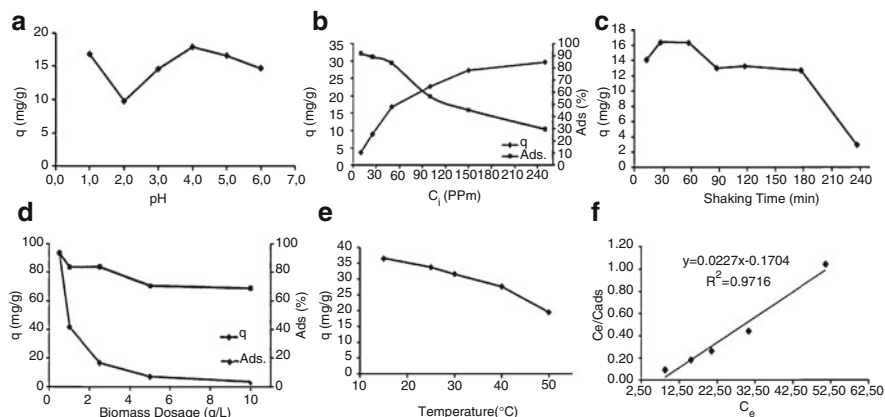 a
q (mg/g)
20
15
10
5
0
0,0 1,0 2,0 3,0 4,0 5,0 6,0 7,0
pH
b
q (mg/g)
35
30
25
20
15
10
5
0
100
90
80
70
60
50
40
30
20
10
0
Ads (%)
q
Ads.
0 30 60 90 120 150 180 210 240
Ci (PPm)
c
q (mg/g)
18
16
14
12
10
8
6
4
2
0
0 30 60 90 120 150 180 210 240
Shaking Time (min)
d
q (mg/g)
100
80
60
40
20
0
100
80
60
40
20
0
Ads (%)
q
Ads.
0 2 4 6 8 10
Biomass Dosage (g/L)
e
q (mg/g)
40
35
30
25
20
15
10
5
0
10 20 30 40 50
Temperature(°C)
f
Ce/Cads
1.20
1.00
0.80
0.60
0.40
0.20
0.00
y=0.0227x-0.1704
R2=0.9716
2,50 12,50 22,50 32,50 42,50 52,50 62,50
Ce